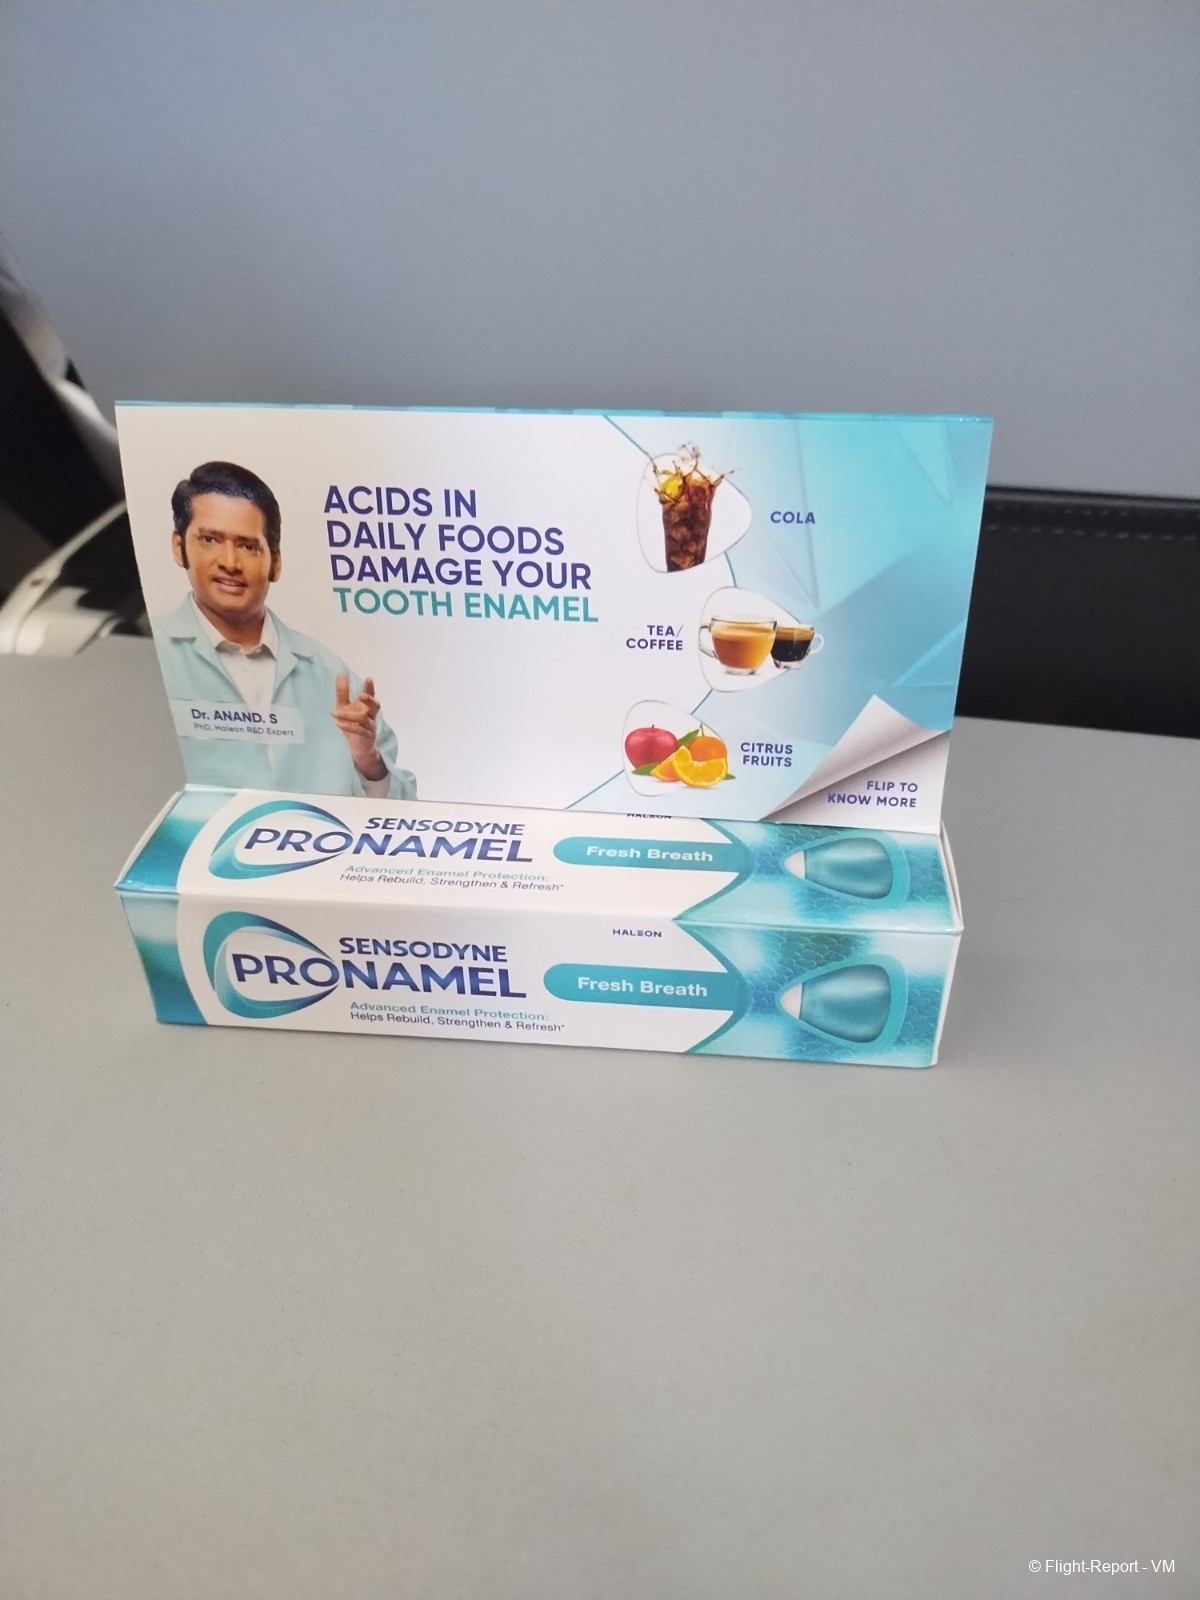 ACIDS IN
DAILY FOODS
DAMAGE YOUR
TOOTH ENAMEL
COLA
TEA/
COFFEE
CITRUS
FRUITS
Dr. ANAND. S
PhD, Haleon R&D Expert
FLIP TO
KNOW MORE
HALEON
SENSODYNE
PRONAMEL
Fresh Breath
Advanced Enamel Protection:
Helps Rebuild, Strengthen & Refresh*
HALEON
SENSODYNE
PRONAMEL
Fresh Breath
Advanced Enamel Protection:
Helps Rebuild, Strengthen & Refresh*
© Flight-Report - VM